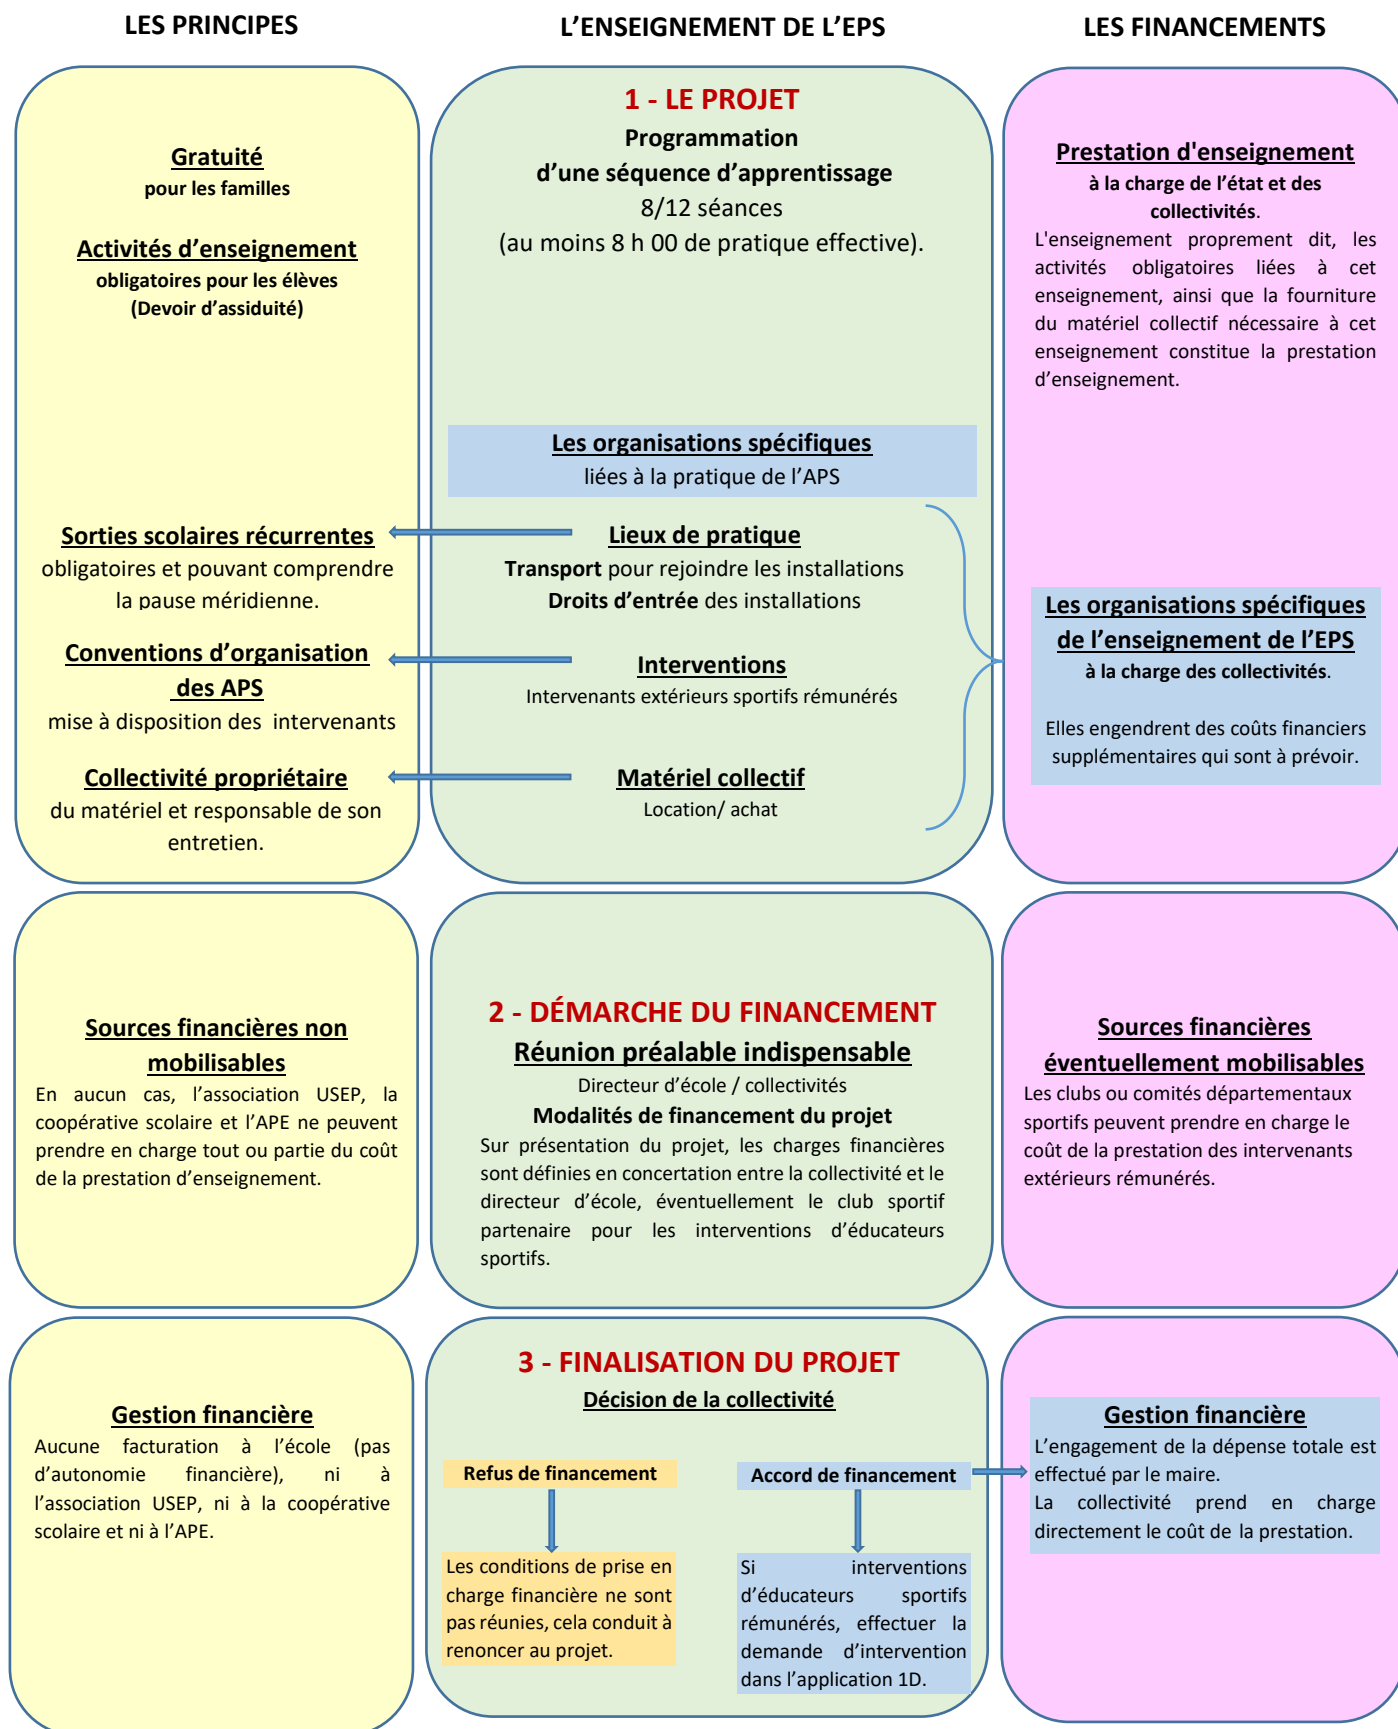 LES PRINCIPES
L'ENSEIGNEMENT DE L'EPS
LES FINANCEMENTS
Gratuité
pour les familles
Activités d'enseignement
obligatoires pour les élèves
(Devoir d'assiduité)
Sorties scolaires récurrentes
obligatoires et pouvant comprendre
la pause méridienne.
Conventions d'organisation
des APS
mise à disposition des intervenants
Collectivité propriétaire
du matériel et responsable de son
entretien.
1 - LE PROJET
Programmation
d'une séquence d'apprentissage
8/12 séances
(au moins 8 h 00 de pratique effective).
Les organisations spécifiques
liées à la pratique de l'APS
Lieux de pratique
Transport pour rejoindre les installations
Droits d'entrée des installations
Interventions
Intervenants extérieurs sportifs rémunérés
Matériel collectif
Location/ achat
Prestation d'enseignement
à la charge de l'état et des
collectivités.
L'enseignement proprement dit, les
activités obligatoires liées à cet
enseignement, ainsi que la fourniture
du matériel collectif nécessaire à cet
enseignement constitue la prestation
d'enseignement.
Les organisations spécifiques
de l'enseignement de l'EPS
à la charge des collectivités.
Elles engendrent des coûts financiers
supplémentaires qui sont à prévoir.
Sources financières non
mobilisables
En aucun cas, l'association USEP, la
coopérative scolaire et l'APE ne peuvent
prendre en charge tout ou partie du coût
de la prestation d'enseignement.
2 - DÉMARCHE DU FINANCEMENT
Réunion préalable indispensable
Directeur d'école / collectivités
Modalités de financement du projet
Sur présentation du projet, les charges financières
sont définies en concertation entre la collectivité et le
directeur d'école, éventuellement le club sportif
partenaire pour les interventions d'éducateurs
sportifs.
Sources financières
éventuellement mobilisables
Les clubs ou comités départementaux
sportifs peuvent prendre en charge le
coût de la prestation des intervenants
extérieurs rémunérés.
Gestion financière
Aucune facturation à l'école (pas
d'autonomie financière), ni à
l'association USEP, ni à la coopérative
scolaire et ni à l'APE.
3 - FINALISATION DU PROJET
Décision de la collectivité
Refus de financement
Les conditions de prise en
charge financière ne sont
pas réunies, cela conduit à
renoncer au projet.
Accord de financement
Si interventions
d'éducateurs sportifs
rémunérés, effectuer la
demande d'intervention
dans l'application 1D.
Gestion financière
L'engagement de la dépense totale est
effectué par le maire.
La collectivité prend en charge
directement le coût de la prestation.